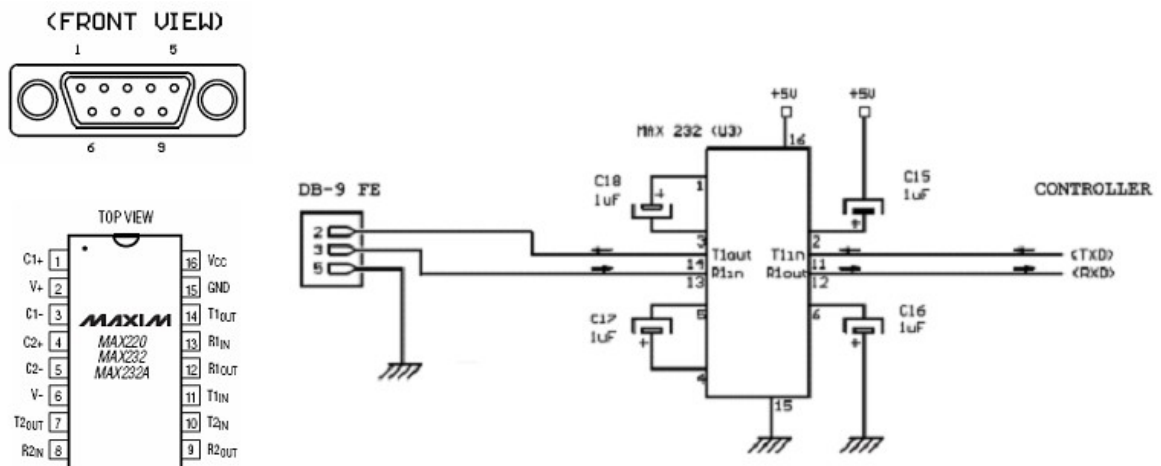 (FRONT VIEW)
1 5
6 9
TOP VIEW
C1+ 1 16 VCC
V+ 2 15 GND
C1- 3 14 T1OUT
C2+ 4 13 R1IN
C2- 5 12 R1OUT
V- 6 11 T1IN
T2OUT 7 10 T2IN
R2IN 8 9 R2OUT
MAXIM
MAX220
MAX232
MAX232A
DB-9 FE
2
3
5
+5V +5V
MAX 232 (U3)
16
C18
1uF
+
1
3
C15
1uF
+
2
CONTROLLER
T1out T1in (TXD)
14 11
R1in R1out (RXD)
13 12
C17
1uF
+
5
4
6
C16
1uF
+
15